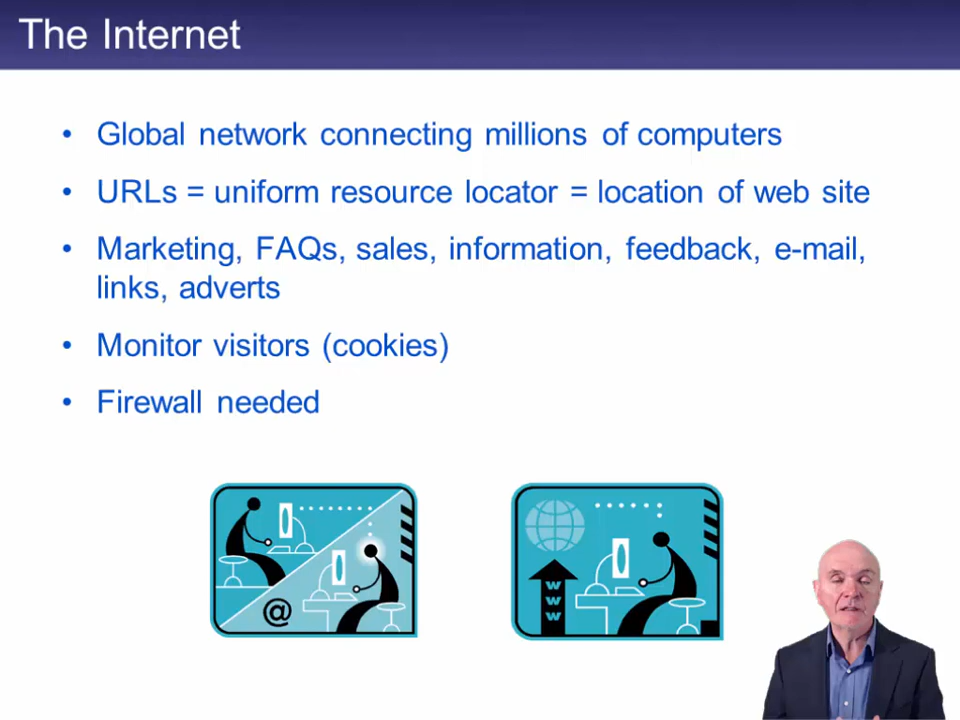 The Internet
• Global network connecting millions of computers
• URLs = uniform resource locator = location of web site
• Marketing, FAQs, sales, information, feedback, e-mail,
links, adverts
• Monitor visitors (cookies)
• Firewall needed
@
W
W
W